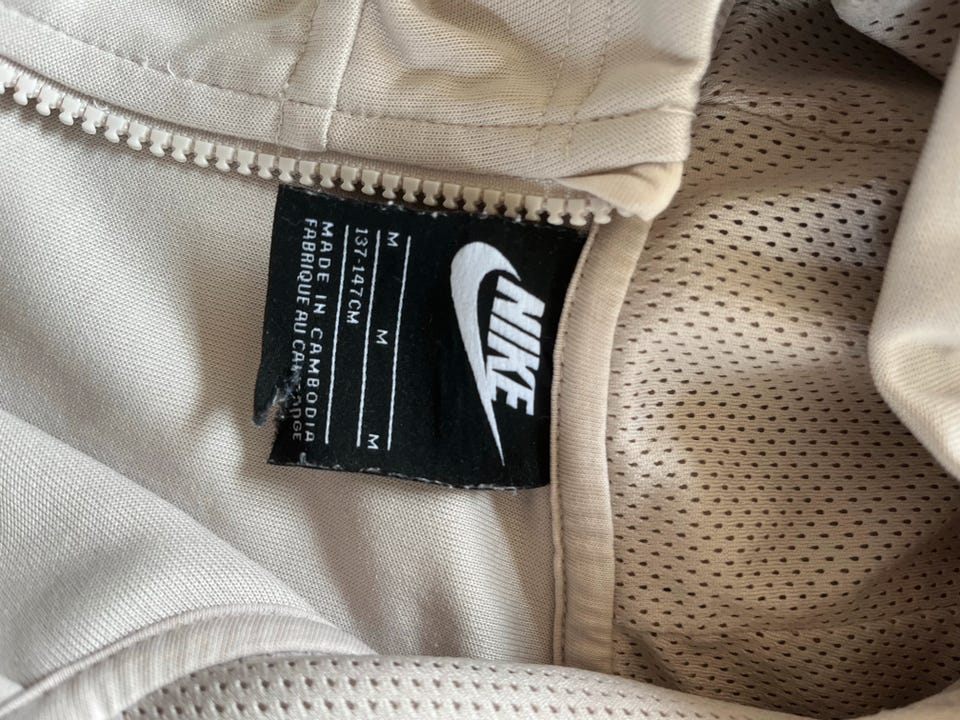 NIKE
M M M
137-147CM
MADE IN CAMBODIA
FABRIQUE AU